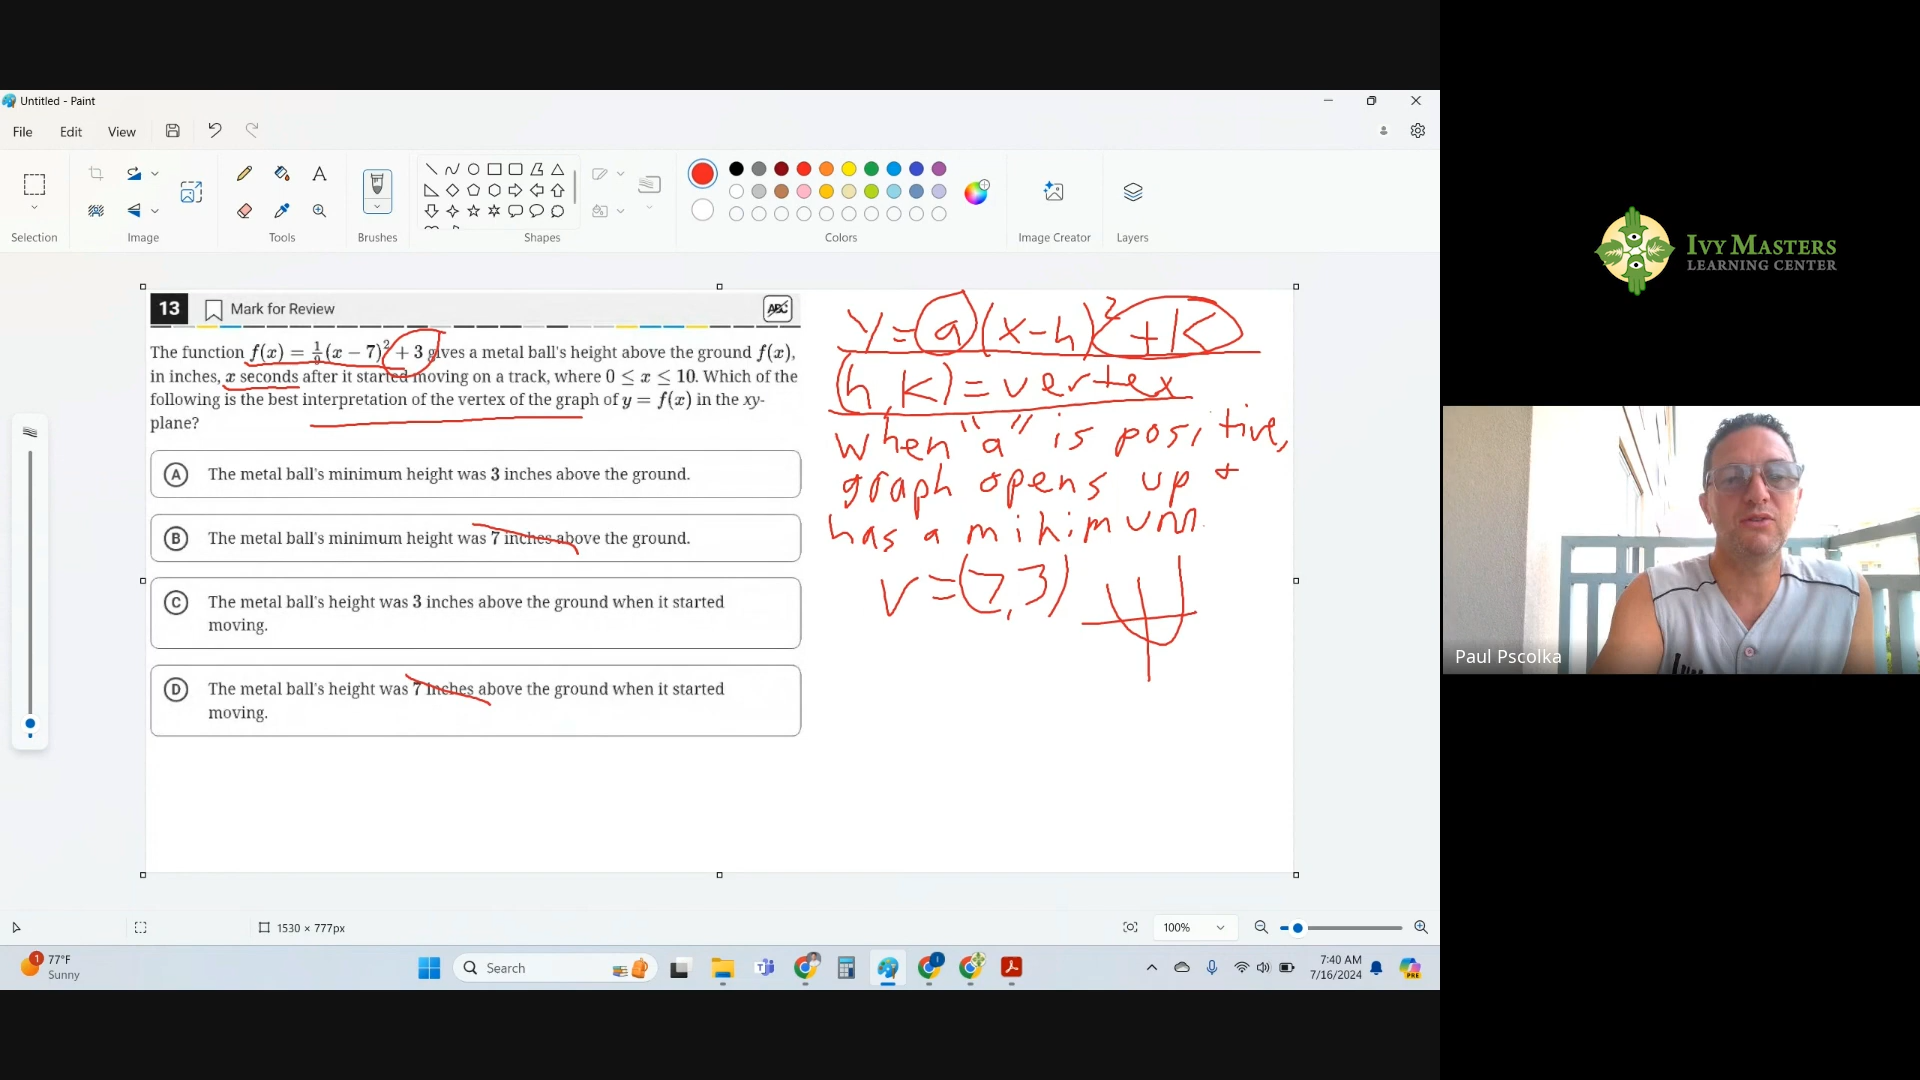 Untitled - Paint
File Edit View
Selection Image Tools Brushes Shapes Colors Image Creator Layers
13 Mark for Review ABC
The function f(x) = 1/9(x − 7)² + 3 gives a metal ball's height above the ground f(x),
in inches, x seconds after it started moving on a track, where 0 ≤ x ≤ 10. Which of the
following is the best interpretation of the vertex of the graph of y = f(x) in the xy-
plane?
A The metal ball's minimum height was 3 inches above the ground.
B The metal ball's minimum height was 7 inches above the ground.
C The metal ball's height was 3 inches above the ground when it started
moving.
D The metal ball's height was 7 inches above the ground when it started
moving.
y = a(x-h)² + k
(h,k) = vertex
when "a" is positive,
graph opens up +
has a minimum
V = (7,3)
1530 × 777px
100%
1
77°F
Sunny
Search
7:40 AM
7/16/2024
PRE
IVY MASTERS
LEARNING CENTER
Paul Pscolka